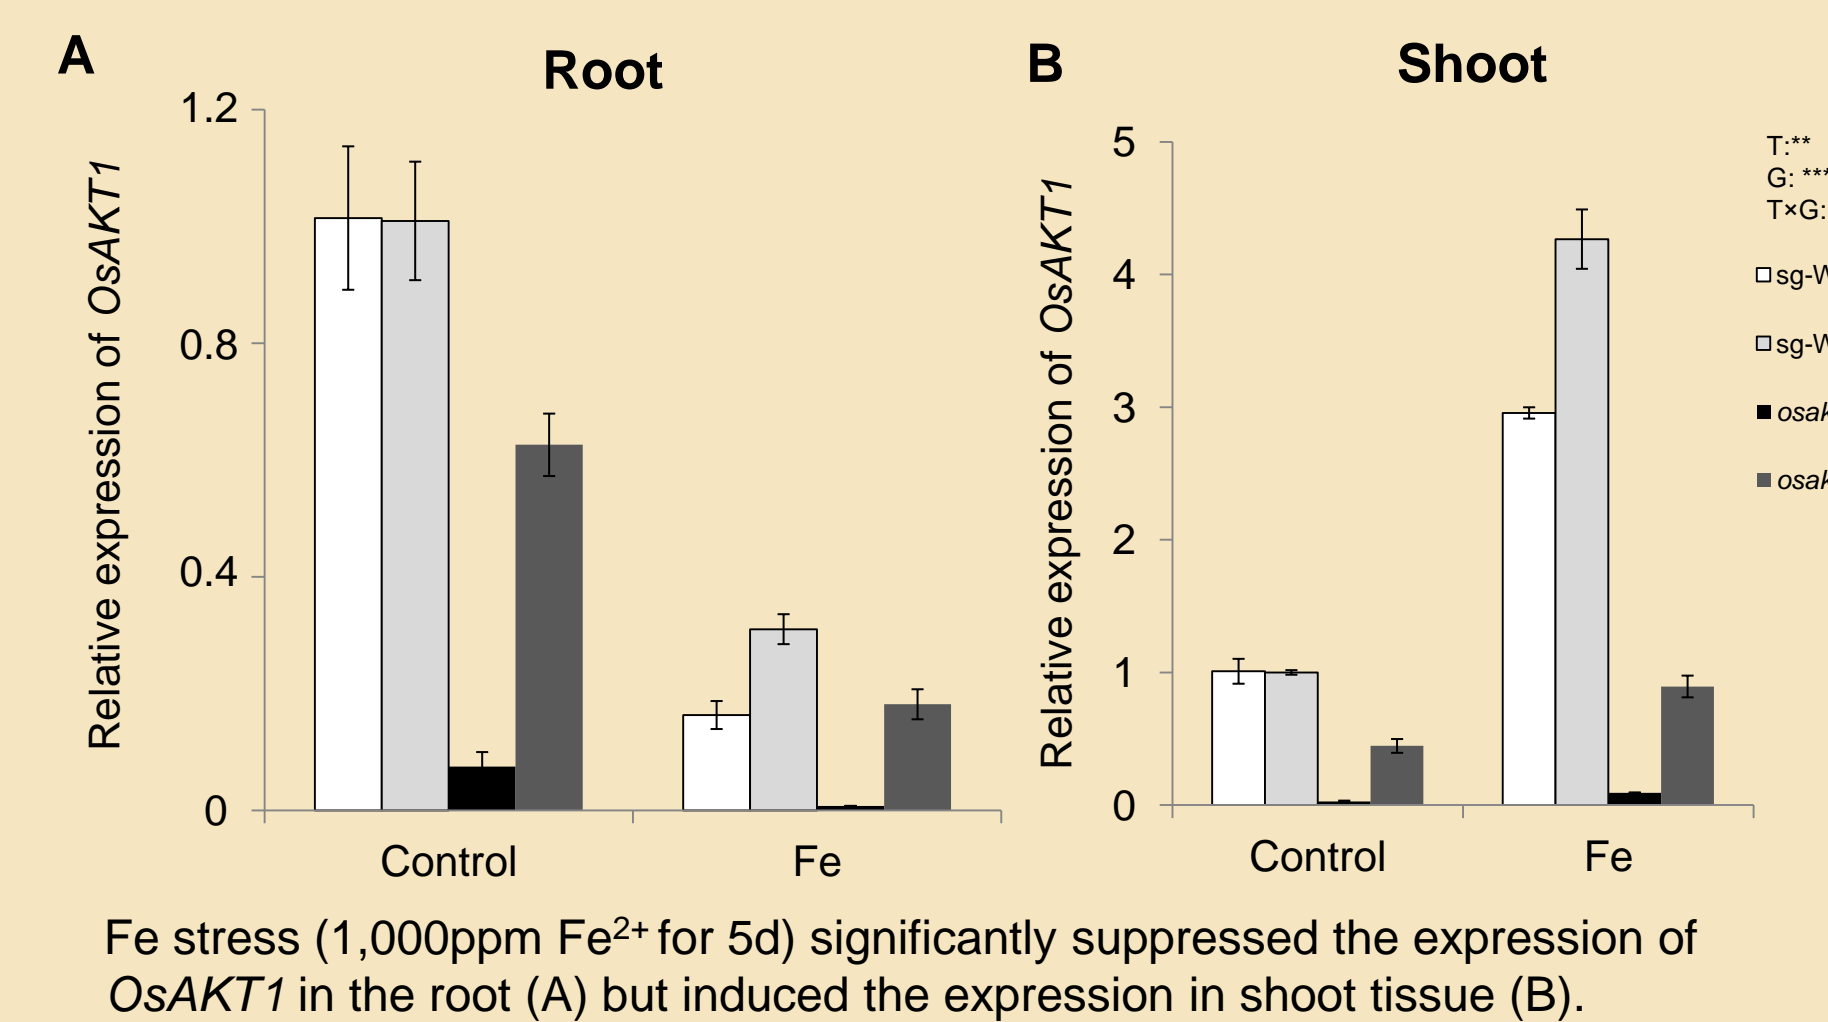 A
Root
1.2
0.8
0.4
0
Relative expression of OsAKT1
Control
Fe
B
Shoot
5
4
3
2
1
0
Relative expression of OsAKT1
Control
Fe
T:**
G: ***
T×G:
sg-W
sg-W
osak
osak
Fe stress (1,000ppm Fe²⁺ for 5d) significantly suppressed the expression of
OsAKT1 in the root (A) but induced the expression in shoot tissue (B).